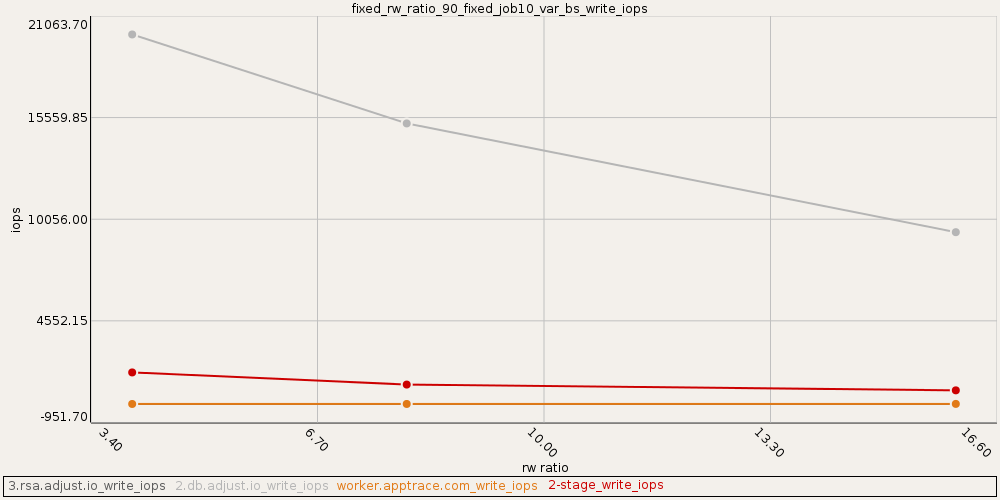 fixed_rw_ratio_90_fixed_job10_var_bs_write_iops
21063.70
15559.85
10056.00
4552.15
-951.70
iops
3.40
6.70
10.00
13.30
16.60
rw ratio
3.rsa.adjust.io_write_iops 2.db.adjust.io_write_iops worker.apptrace.com_write_iops 2-stage_write_iops